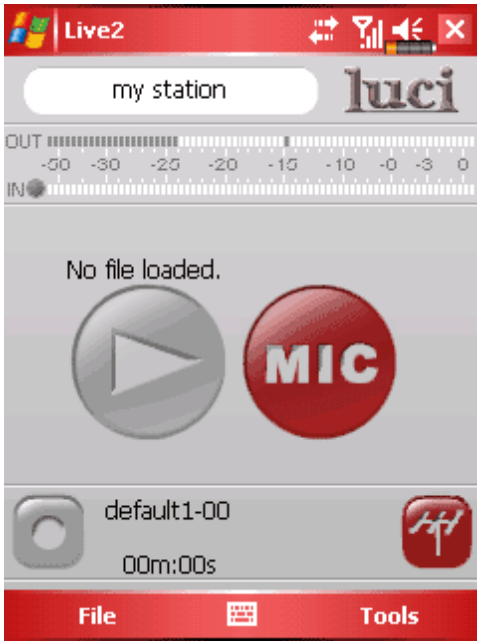 Live2
my station
luci
OUT
-50 -30 -25 -20 -15 -10 -0 -3 0
IN
No file loaded.
MIC
default1-00
00m:00s
File Tools